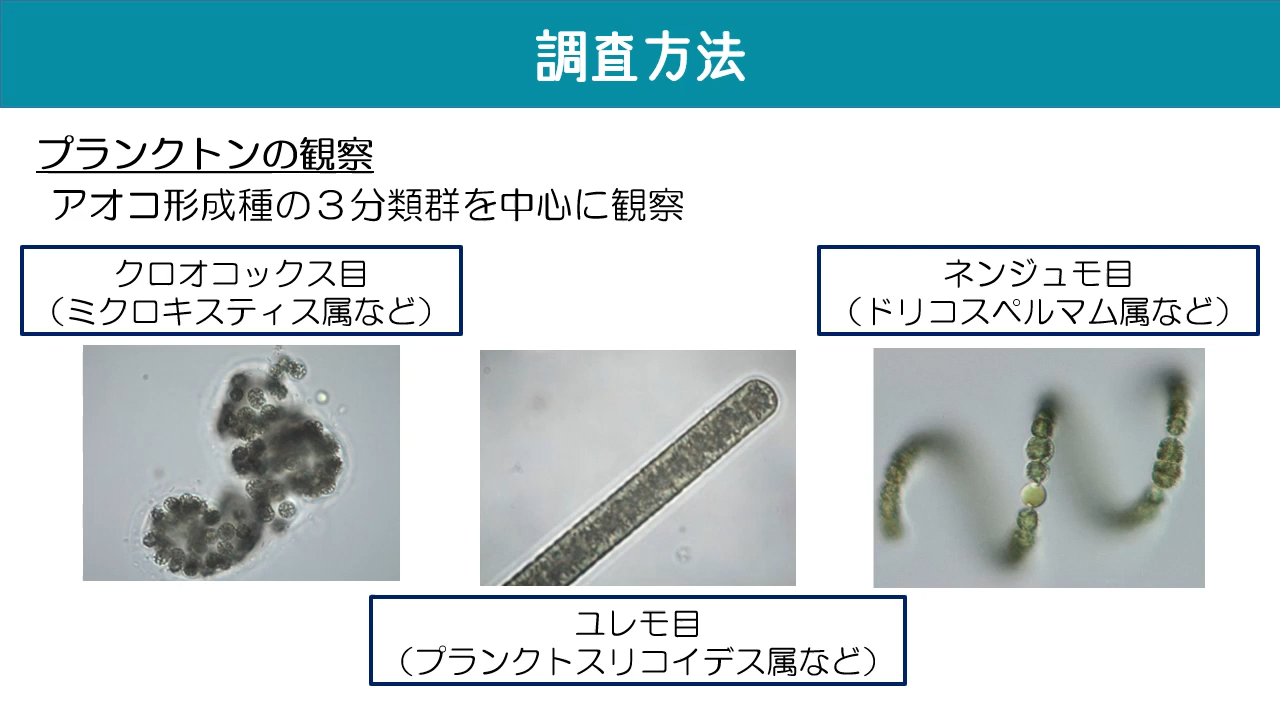 調査方法
プランクトンの観察
アオコ形成種の３分類群を中心に観察
クロオコックス目
（ミクロキスティス属など）
ネンジュモ目
（ドリコスペルマム属など）
ユレモ目
（プランクトスリコイデス属など）